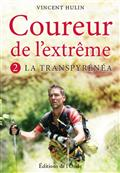 VINCENT HULIN
Coureur
de l'extrême
2 LA TRANSPYRÉNÉA
Éditions de l'Onde